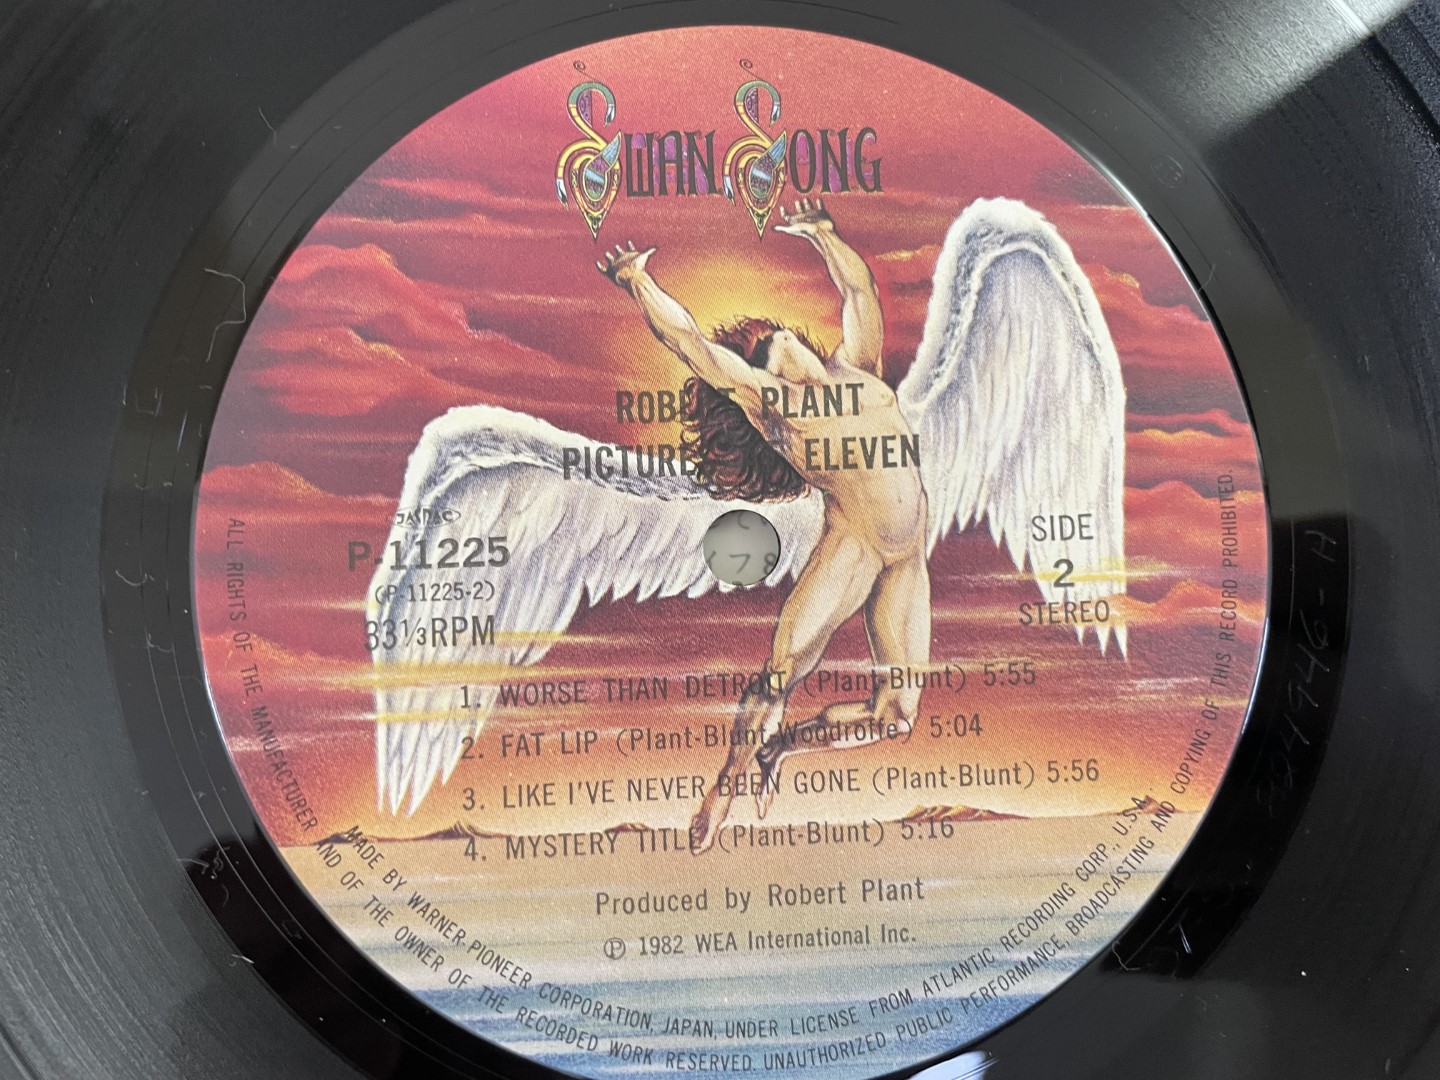 SWAN SONG
ROBERT PLANT
PICTURES AT ELEVEN
JASRAC
P-11225
(P-11225-2)
33⅓RPM
SIDE
2
STEREO
1. WORSE THAN DETROIT (Plant-Blunt) 5:55
2. FAT LIP (Plant-Blunt-Woodroffe) 5:04
3. LIKE I'VE NEVER BEEN GONE (Plant-Blunt) 5:56
4. MYSTERY TITLE (Plant-Blunt) 5:16
Produced by Robert Plant
Ⓟ 1982 WEA International Inc.
MADE BY WARNER-PIONEER CORPORATION, JAPAN, UNDER LICENSE FROM ATLANTIC RECORDING CORP., U.S.A.
ALL RIGHTS OF THE MANUFACTURER AND OF THE OWNER OF THE RECORDED WORK RESERVED. UNAUTHORIZED PUBLIC PERFORMANCE, BROADCASTING AND COPYING OF THIS RECORD PROHIBITED.